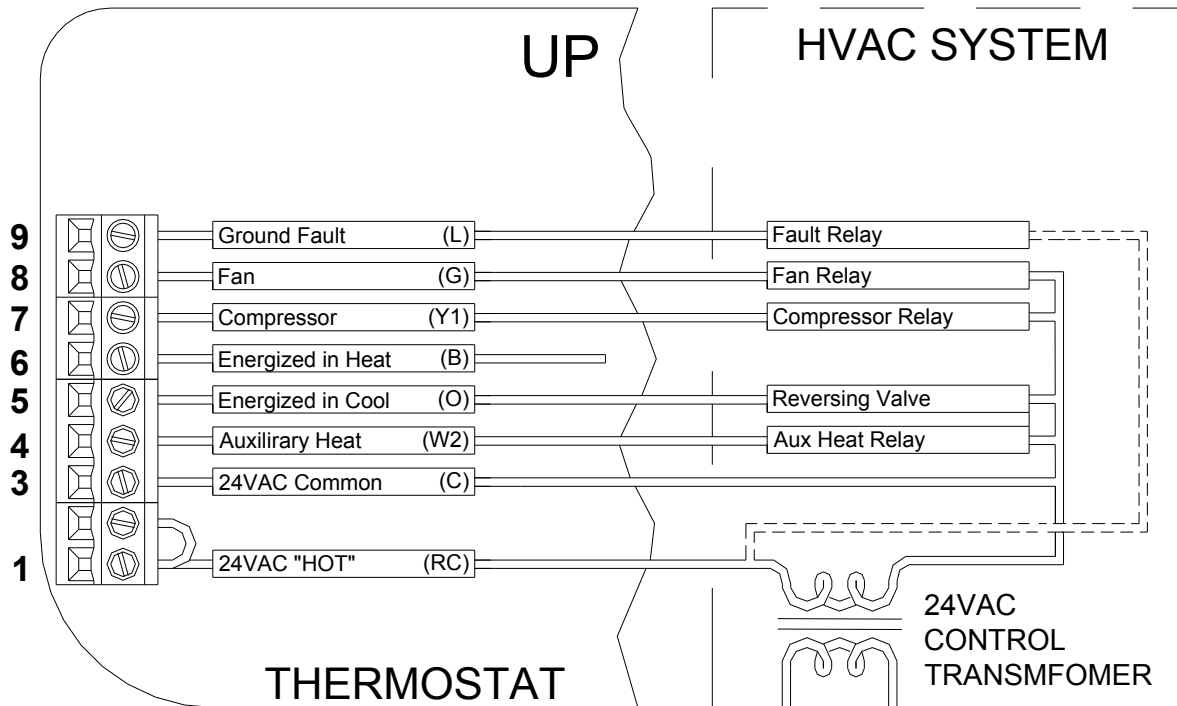 UP
HVAC SYSTEM
9 Ground Fault (L) Fault Relay
8 Fan (G) Fan Relay
7 Compressor (Y1) Compressor Relay
6 Energized in Heat (B)
5 Energized in Cool (O) Reversing Valve
4 Auxilirary Heat (W2) Aux Heat Relay
3 24VAC Common (C)
1 24VAC "HOT" (RC)
24VAC
CONTROL
TRANSMFOMER
THERMOSTAT